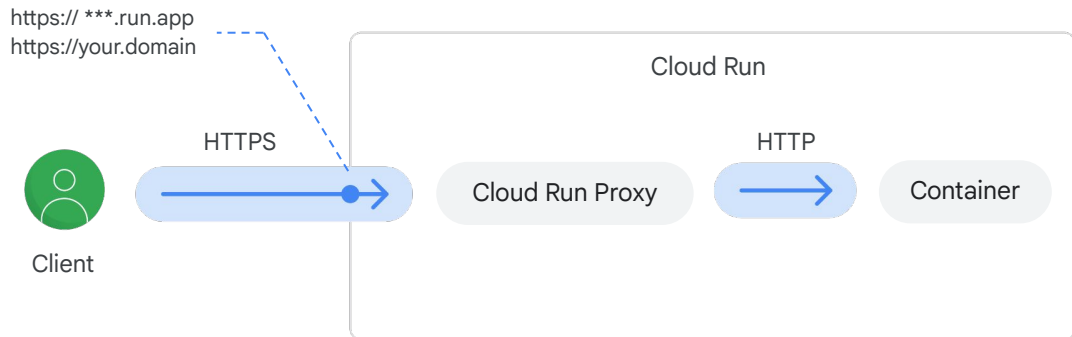 https:// ***.run.app
https://your.domain
Cloud Run
HTTPS
HTTP
Cloud Run Proxy
Container
Client